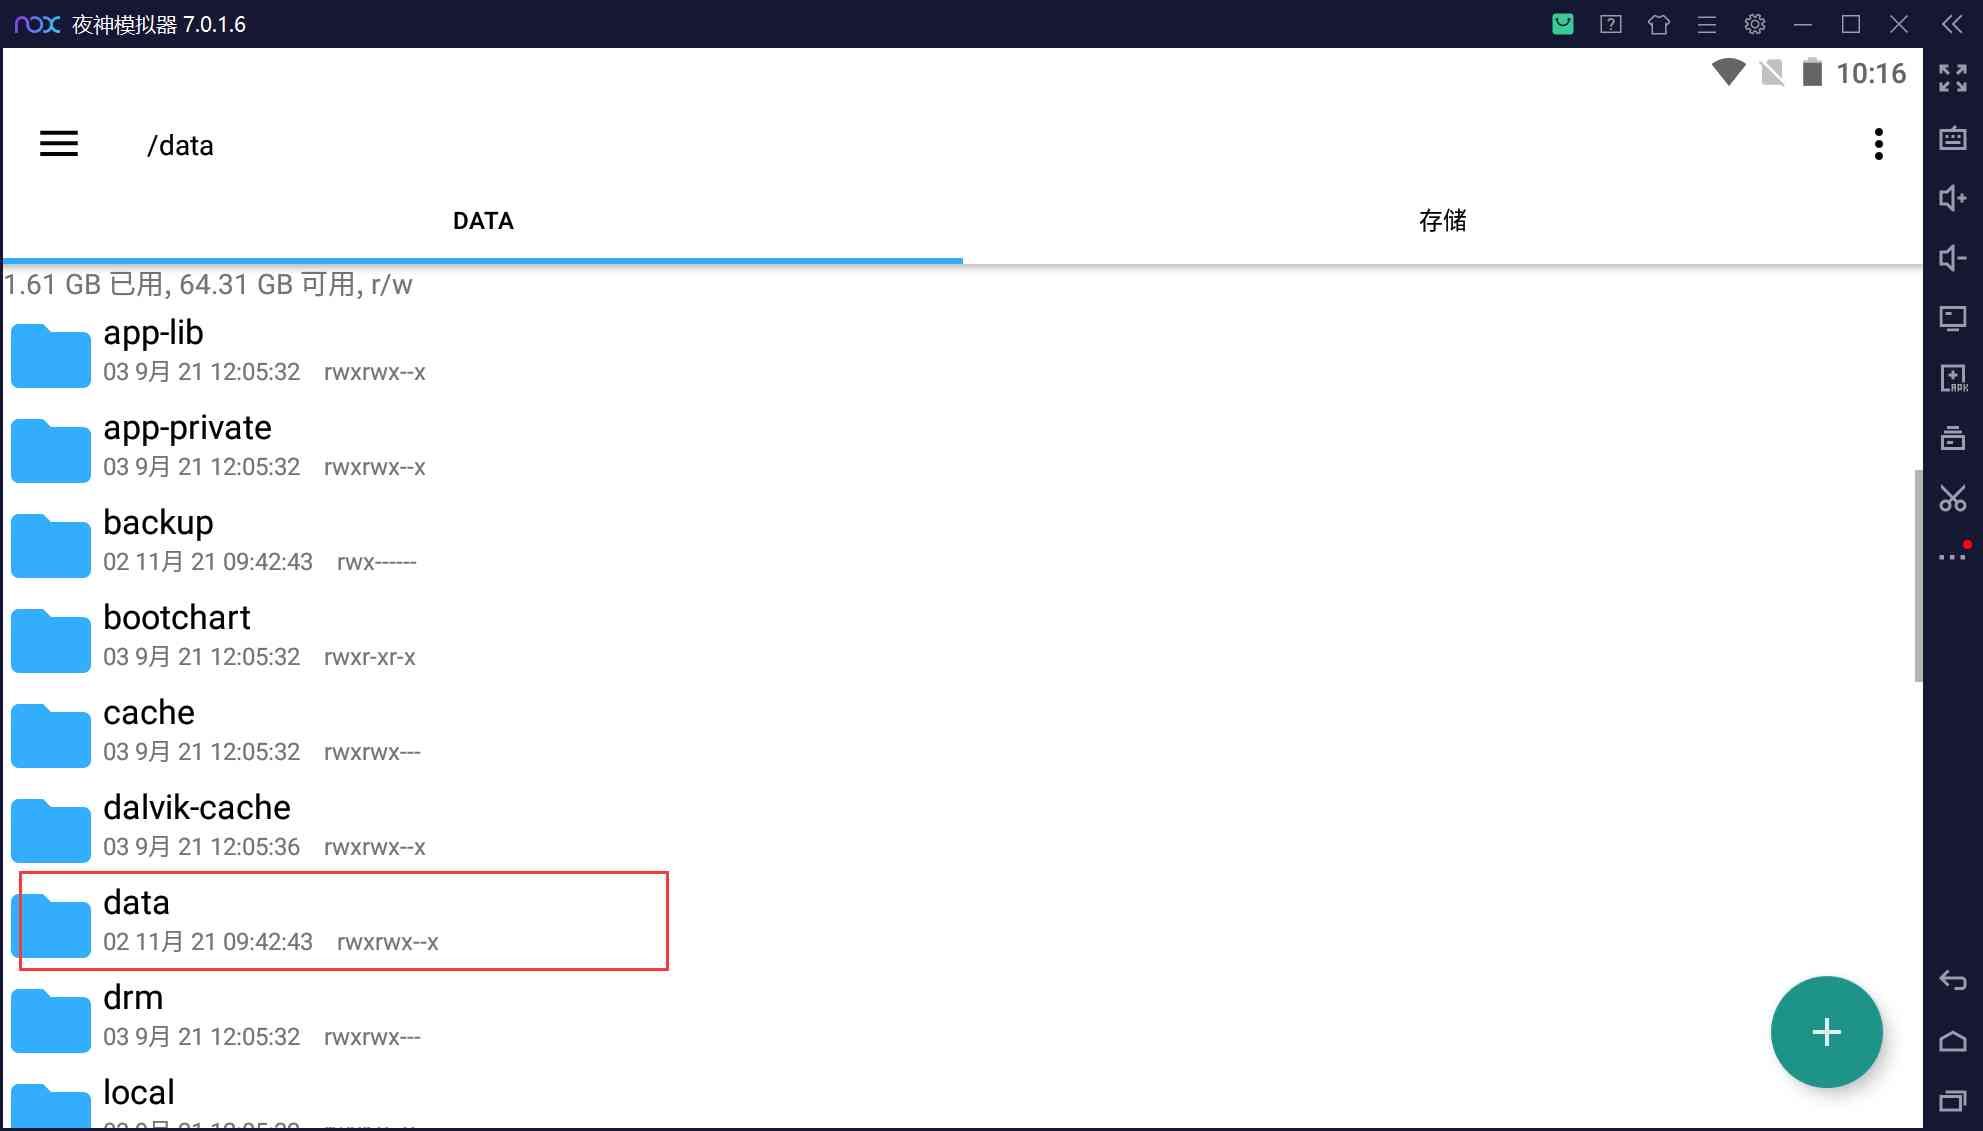 nox 夜神模拟器 7.0.1.6
10:16
/data
DATA
存储
1.61 GB 已用, 64.31 GB 可用, r/w
app-lib
03 9月 21 12:05:32 rwxrwx--x
app-private
03 9月 21 12:05:32 rwxrwx--x
backup
02 11月 21 09:42:43 rwx------
bootchart
03 9月 21 12:05:32 rwxr-xr-x
cache
03 9月 21 12:05:32 rwxrwx---
dalvik-cache
03 9月 21 12:05:36 rwxrwx--x
data
02 11月 21 09:42:43 rwxrwx--x
drm
03 9月 21 12:05:32 rwxrwx---
local
APK